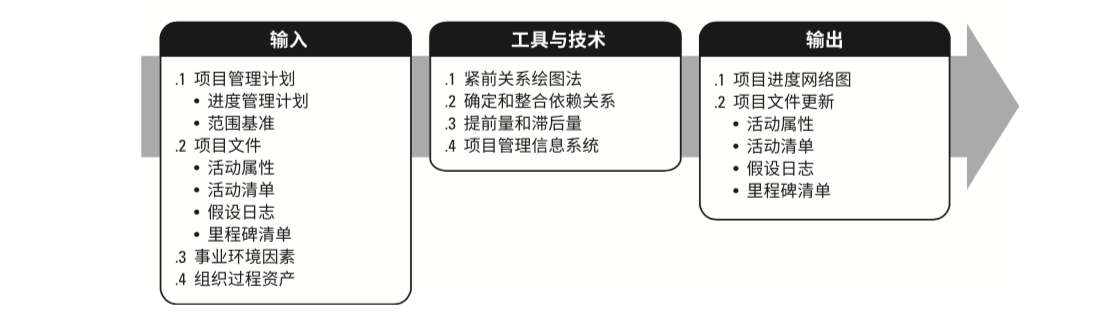 输入
.1 项目管理计划
• 进度管理计划
• 范围基准
.2 项目文件
• 活动属性
• 活动清单
• 假设日志
• 里程碑清单
.3 事业环境因素
.4 组织过程资产
工具与技术
.1 紧前关系绘图法
.2 确定和整合依赖关系
.3 提前量和滞后量
.4 项目管理信息系统
输出
.1 项目进度网络图
.2 项目文件更新
• 活动属性
• 活动清单
• 假设日志
• 里程碑清单